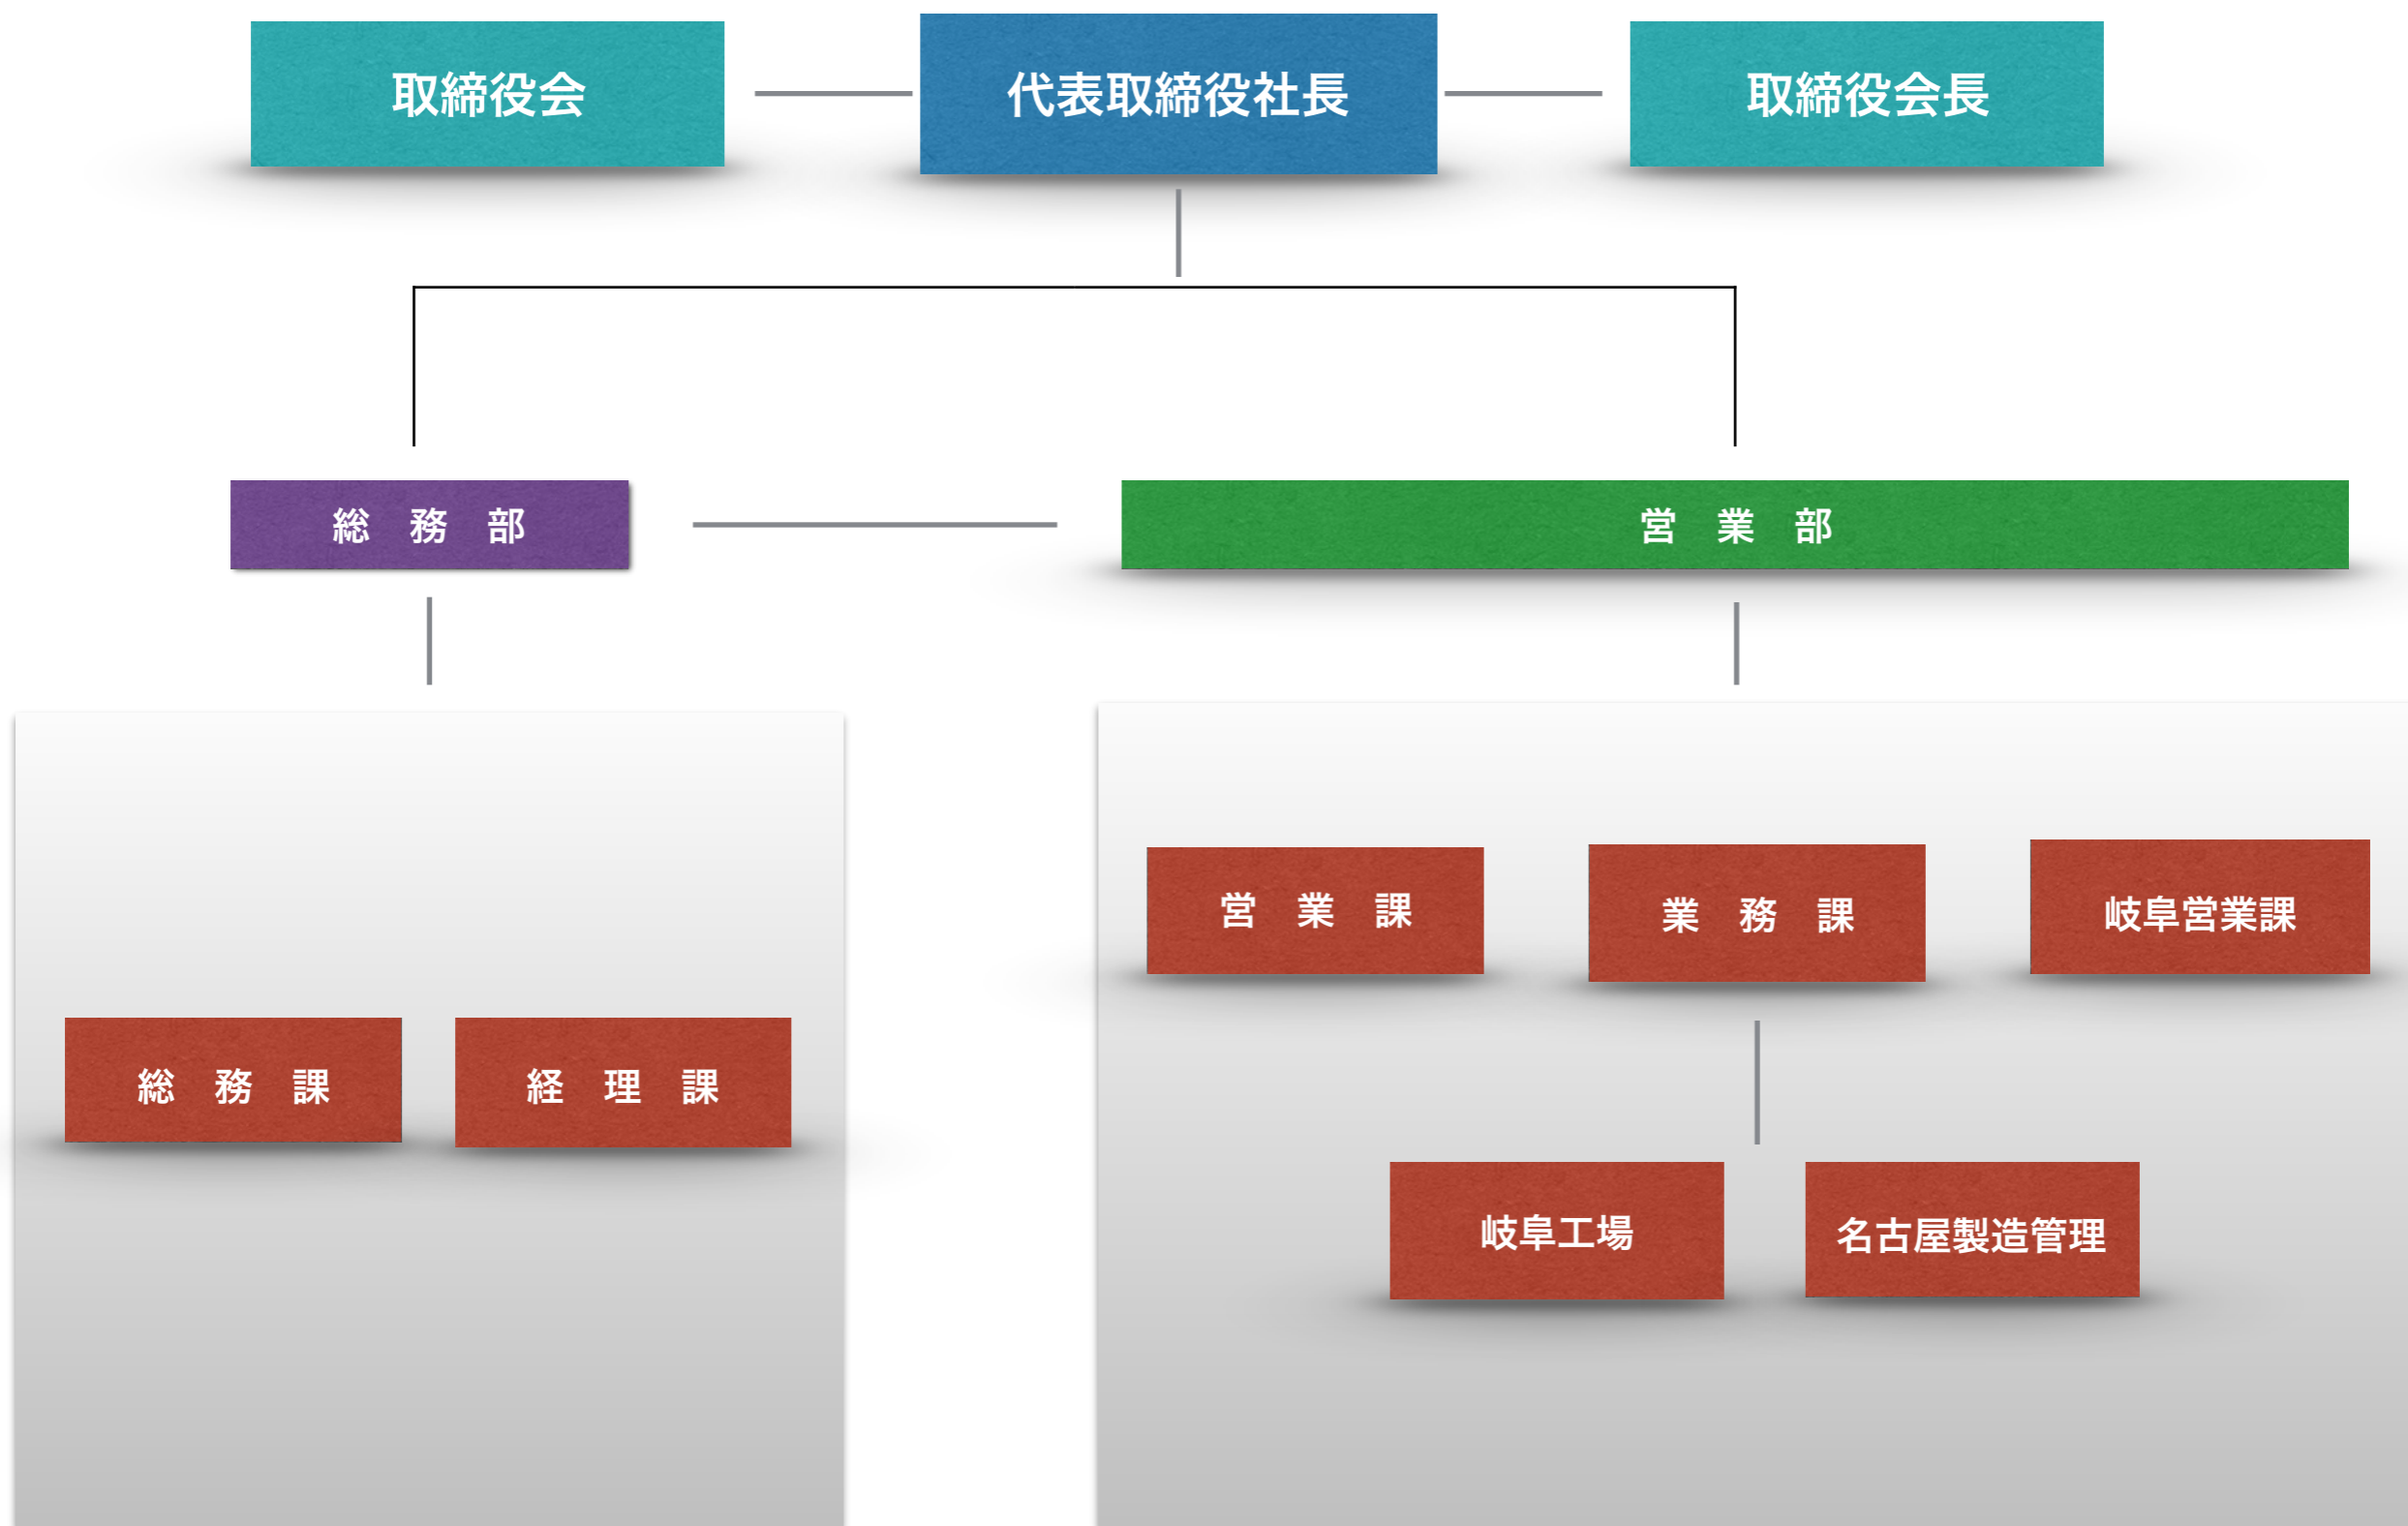 取締役会
代表取締役社長
取締役会長
総　務　部
営　業　部
営　業　課
業　務　課
岐阜営業課
総　務　課
経　理　課
岐阜工場
名古屋製造管理